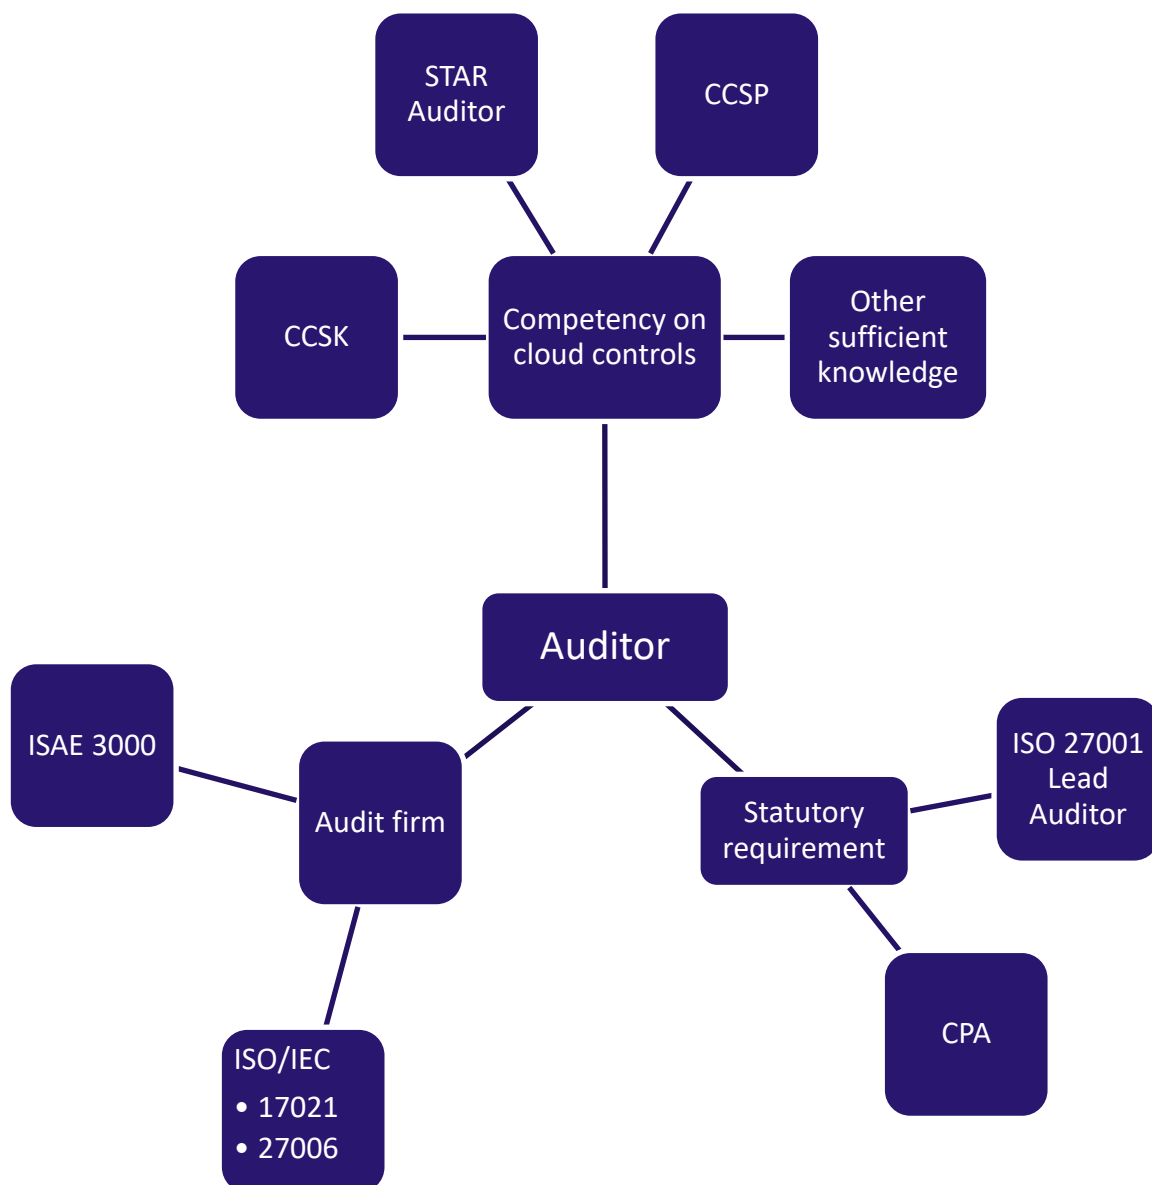 STAR
Auditor
CCSP
CCSK
Competency on
cloud controls
Other
sufficient
knowledge
Auditor
ISAE 3000
Audit firm
Statutory
requirement
ISO 27001
Lead
Auditor
ISO/IEC
• 17021
• 27006
CPA